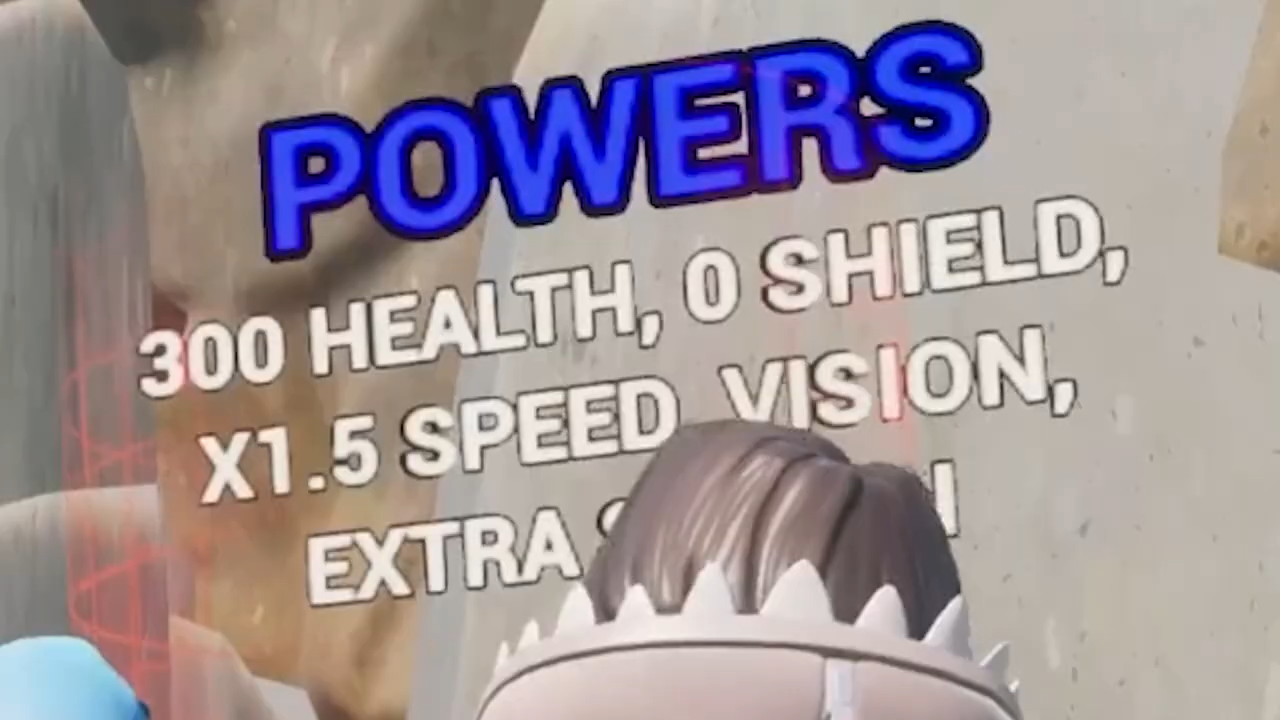 POWERS
300 HEALTH, 0 SHIELD,
X1.5 SPEED, VISION,
EXTRA